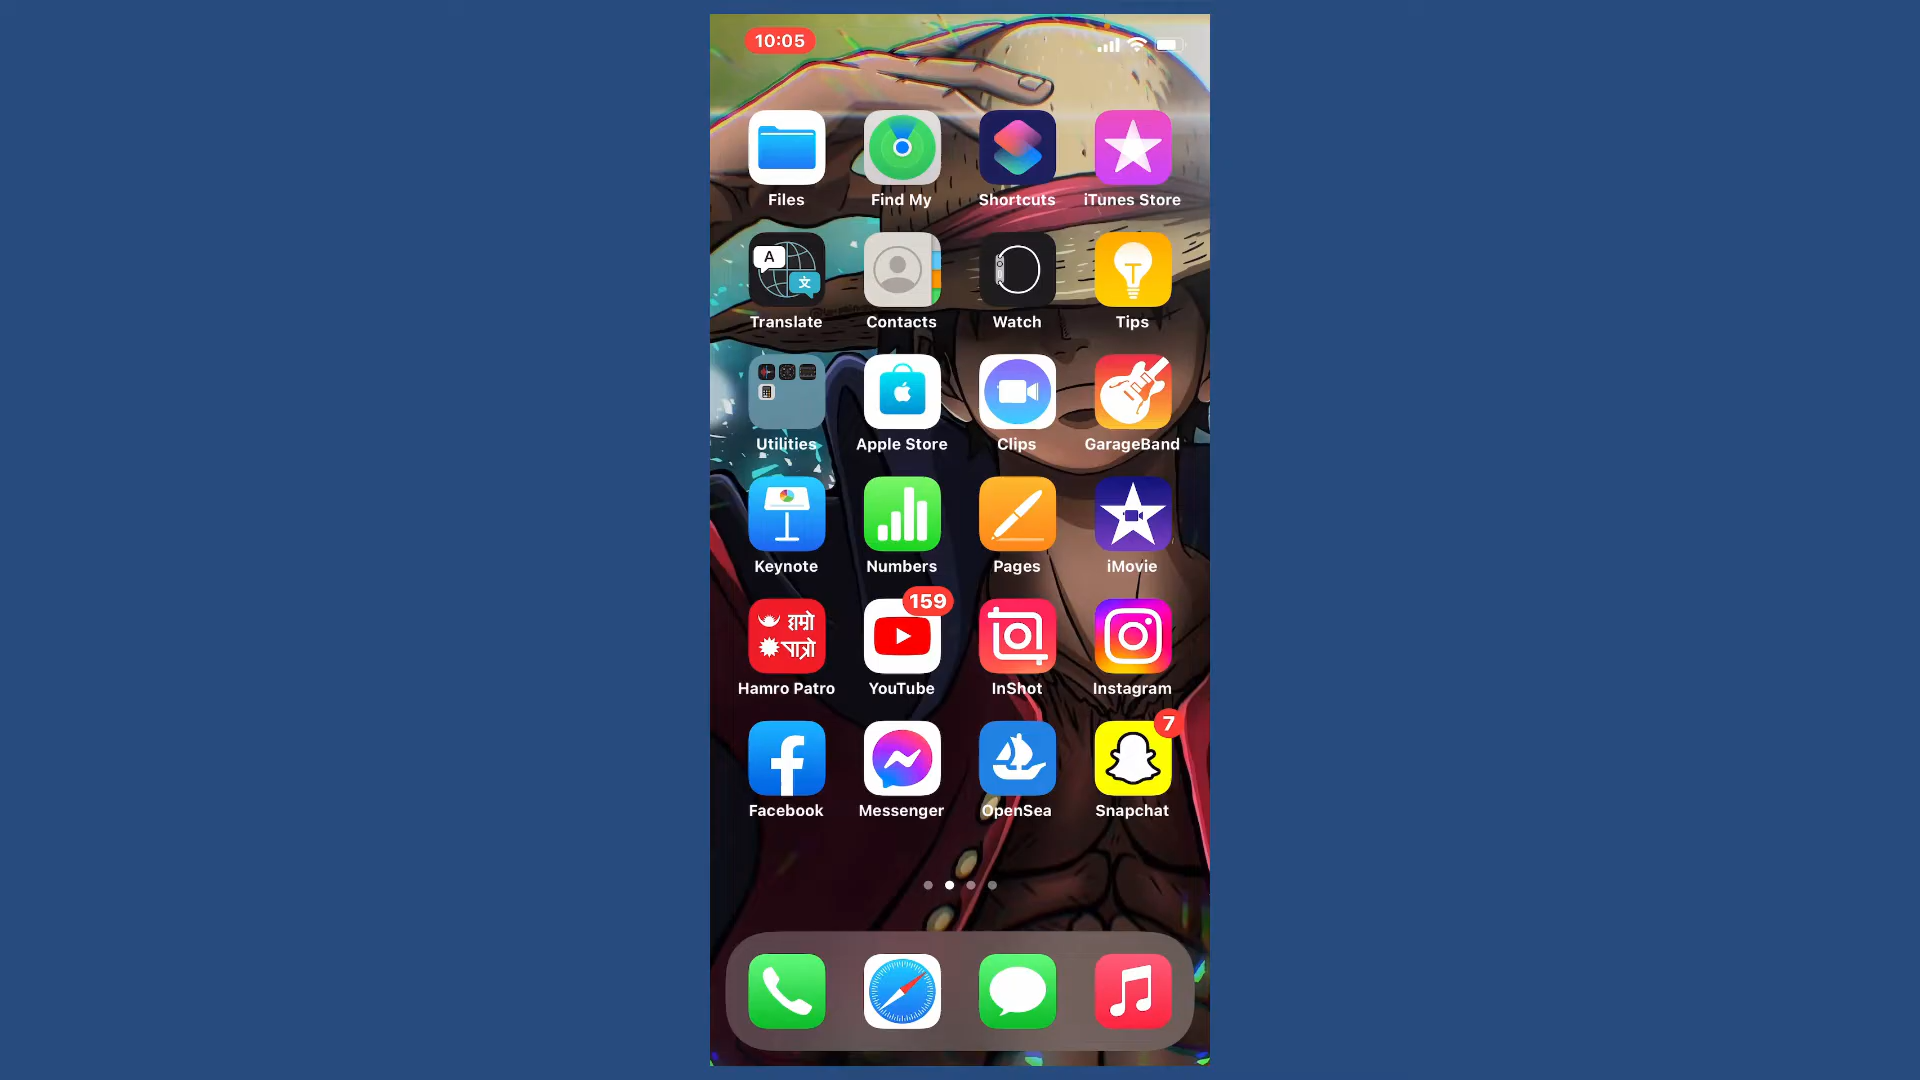 10:05
Files Find My Shortcuts iTunes Store
A 文
Translate Contacts Watch Tips
Utilities Apple Store Clips GarageBand
Keynote Numbers Pages iMovie
159
हाम्रो
पात्रो
Hamro Patro YouTube InShot Instagram
7
Facebook Messenger OpenSea Snapchat